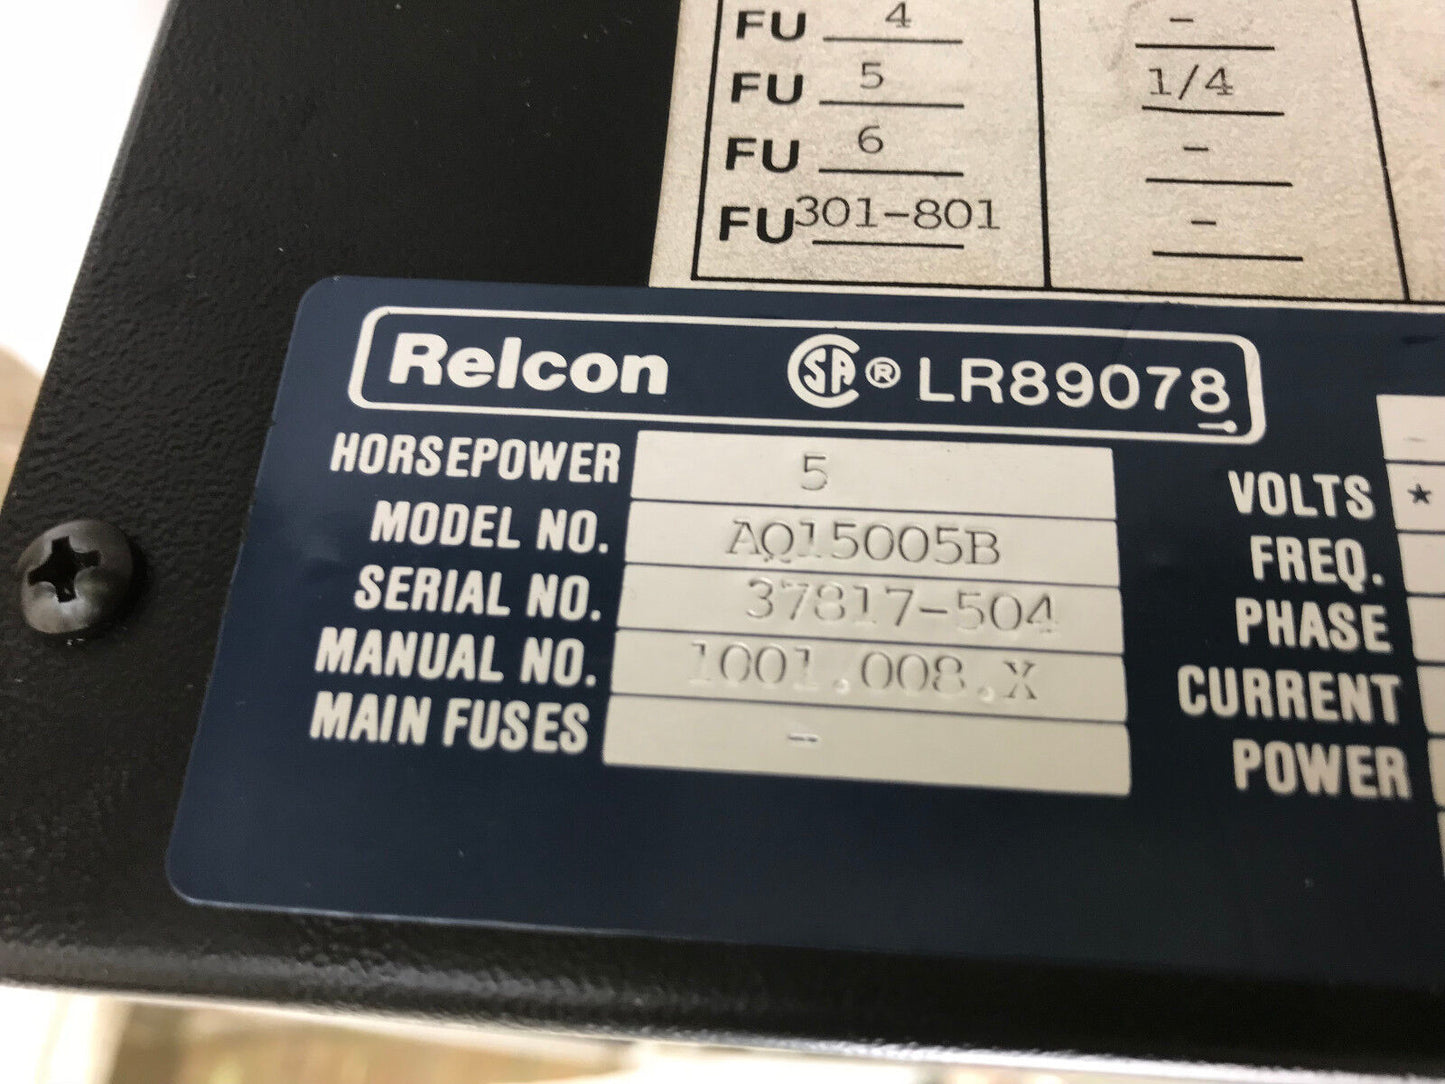 FU 4 -
FU 5 1/4
FU 6 -
FU 301-801 -
Relcon CSA ® LR89078
HORSEPOWER 5
MODEL NO. AQ15005B
SERIAL NO. 37817-504
MANUAL NO. 1001.008.X
MAIN FUSES --
VOLTS *
FREQ.
PHASE
CURRENT
POWER